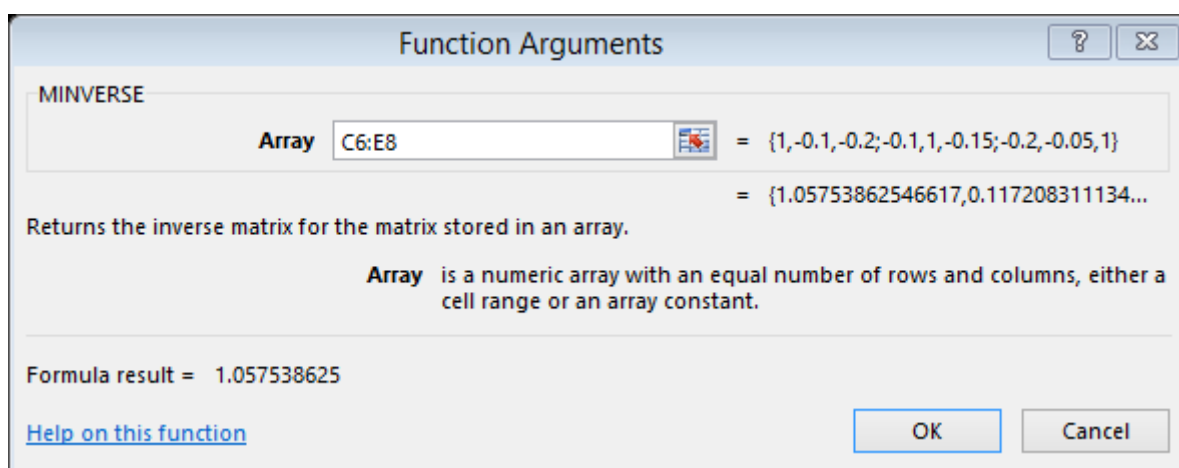 Function Arguments
?
MINVERSE
Array C6:E8 = {1,-0.1,-0.2;-0.1,1,-0.15;-0.2,-0.05,1}
= {1.05753862546617,0.117208311134...
Returns the inverse matrix for the matrix stored in an array.
Array is a numeric array with an equal number of rows and columns, either a
cell range or an array constant.
Formula result = 1.057538625
Help on this function OK Cancel